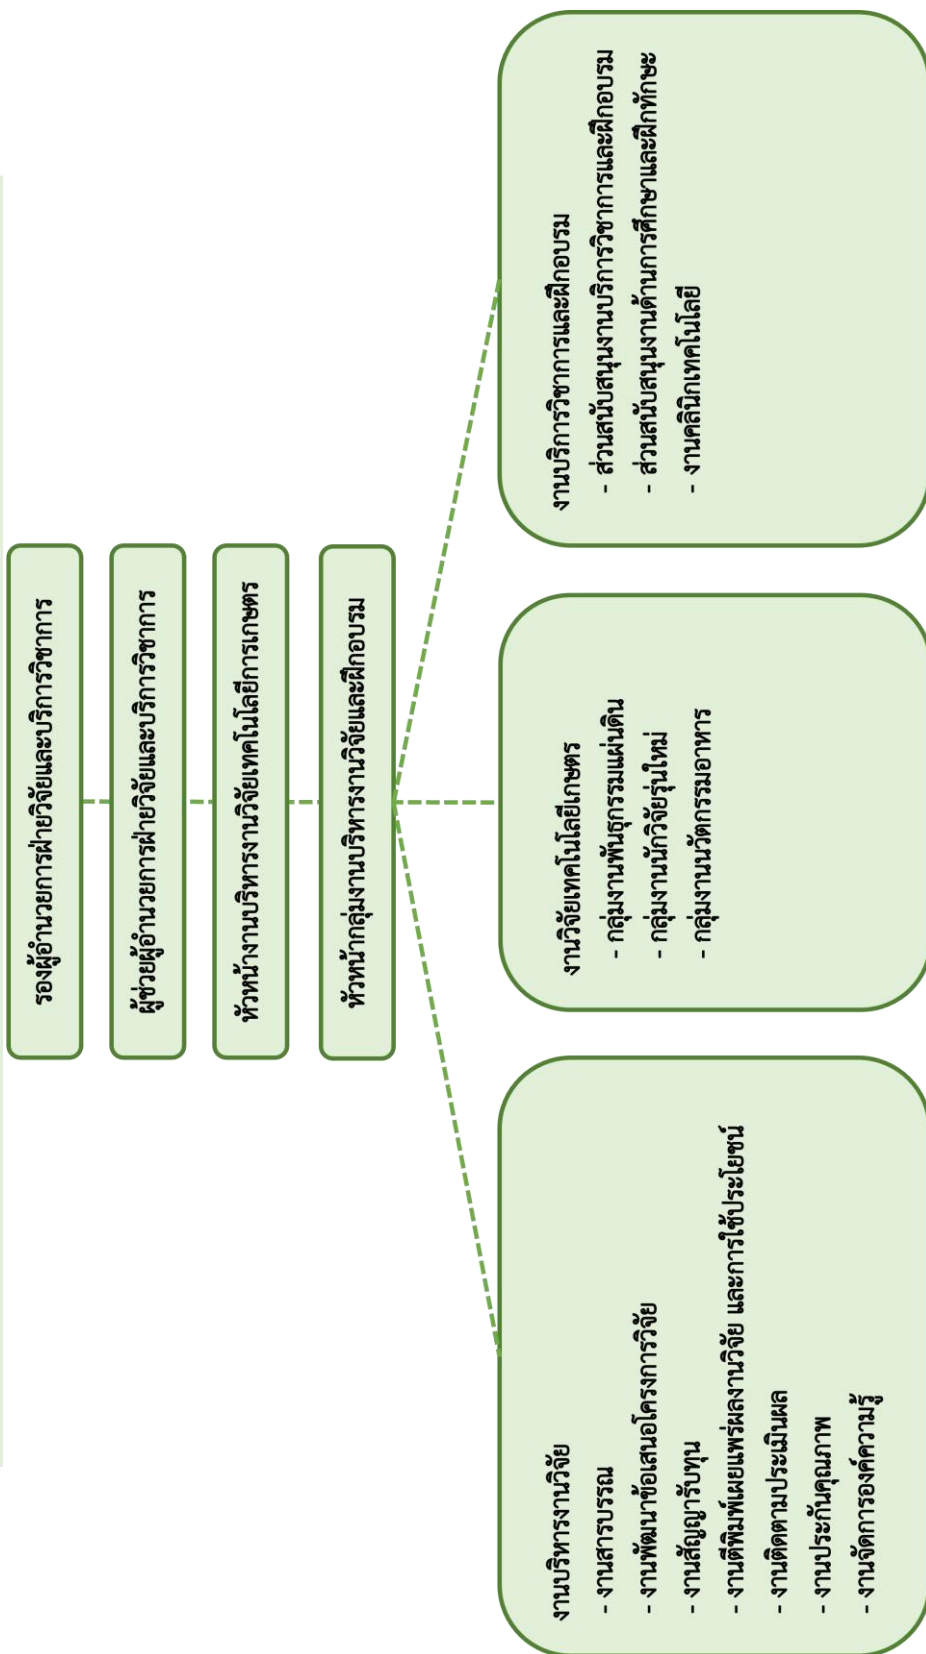 รองผู้อำนวยการฝ่ายวิจัยและบริการวิชาการ
ผู้ช่วยผู้อำนวยการฝ่ายวิจัยและบริการวิชาการ
หัวหน้างานบริหารงานวิจัยเทคโนโลยีการเกษตร
หัวหน้ากลุ่มงานบริหารงานวิจัยและฝึกอบรม
งานบริหารงานวิจัย
- งานสารบรรณ
- งานพัฒนาข้อเสนอโครงการวิจัย
- งานสัญญารับทุน
- งานตีพิมพ์เผยแพร่ผลงานวิจัย และการใช้ประโยชน์
- งานติดตามประเมินผล
- งานประกันคุณภาพ
- งานจัดการองค์ความรู้
งานวิจัยเทคโนโลยีเกษตร
- กลุ่มงานพันธุกรรมแผ่นดิน
- กลุ่มงานนักวิจัยรุ่นใหม่
- กลุ่มงานนวัตกรรมอาหาร
งานบริการวิชาการและฝึกอบรม
- ส่วนสนับสนุนงานบริการวิชาการและฝึกอบรม
- ส่วนสนับสนุนงานด้านการศึกษาและฝึกทักษะ
- งานคลินิกเทคโนโลยี